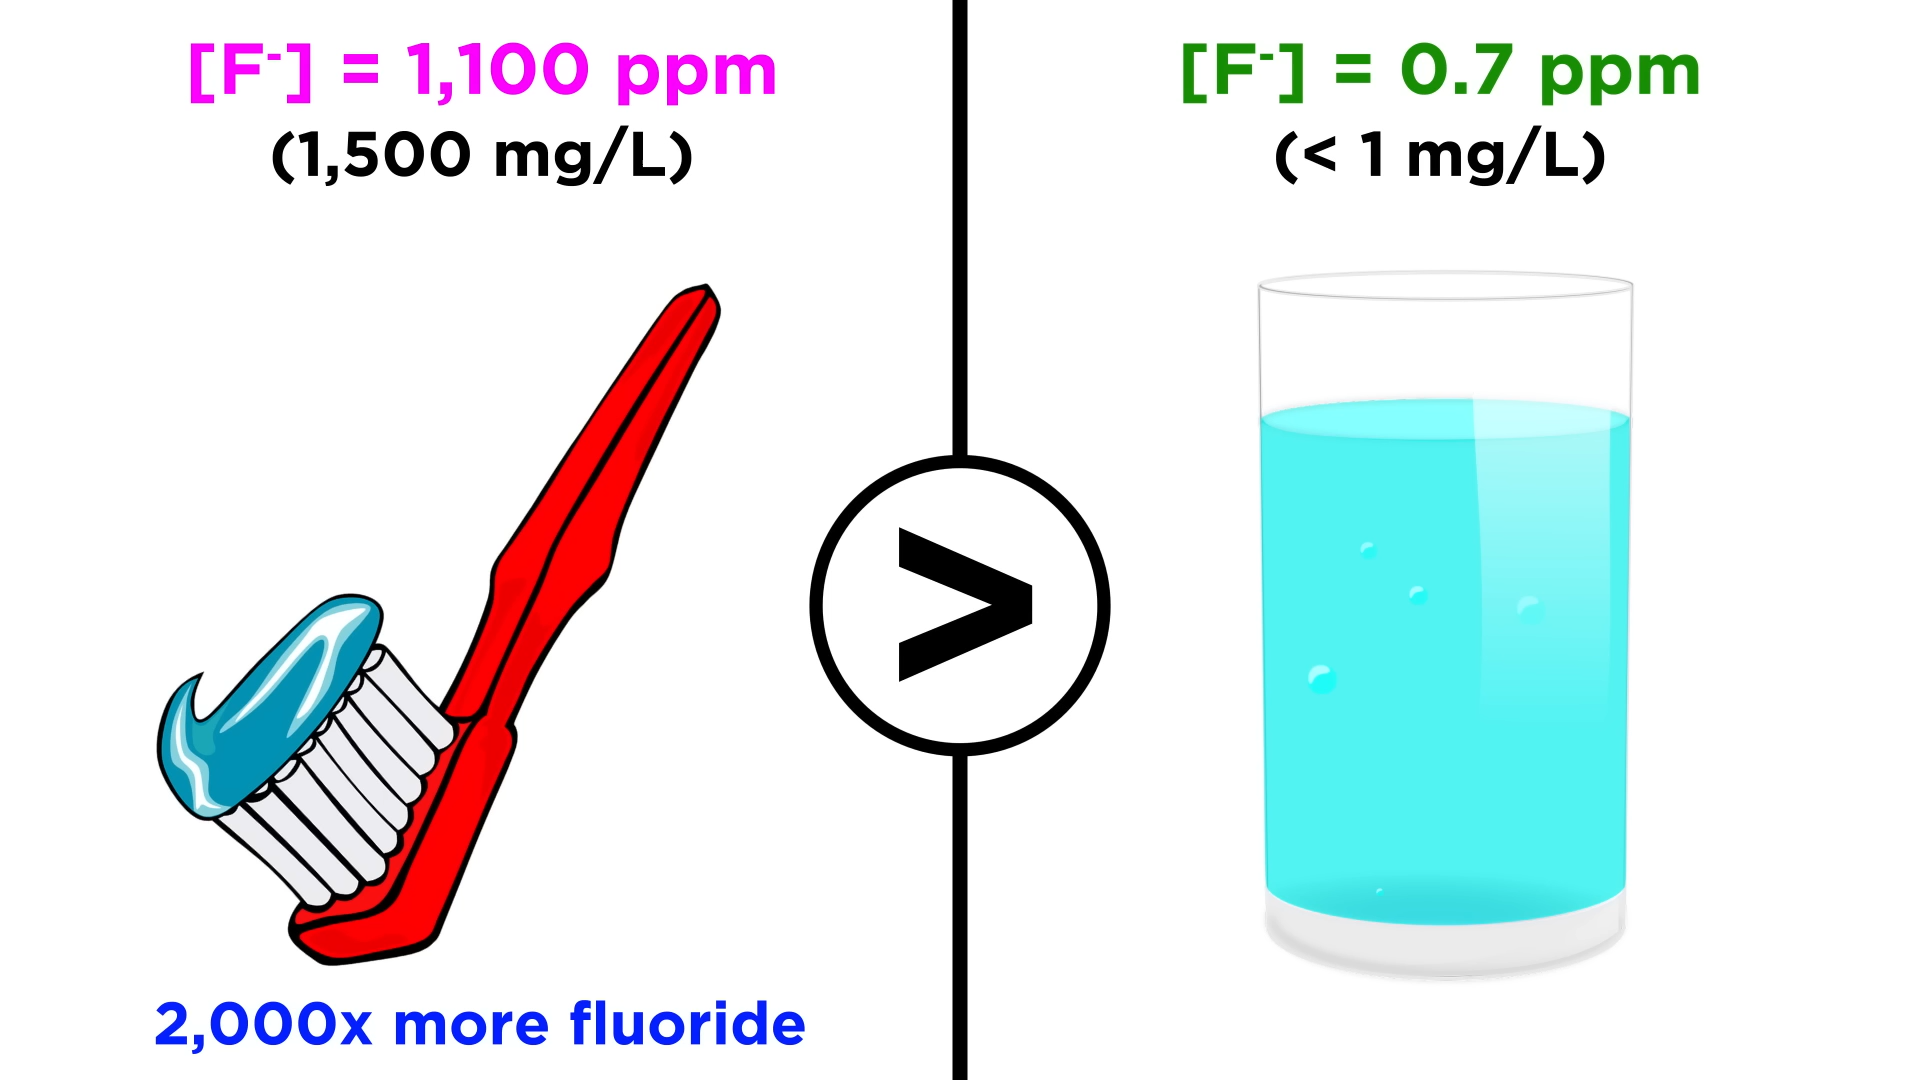 [F⁻] = 1,100 ppm
(1,500 mg/L)
2,000x more fluoride
>
[F⁻] = 0.7 ppm
(< 1 mg/L)